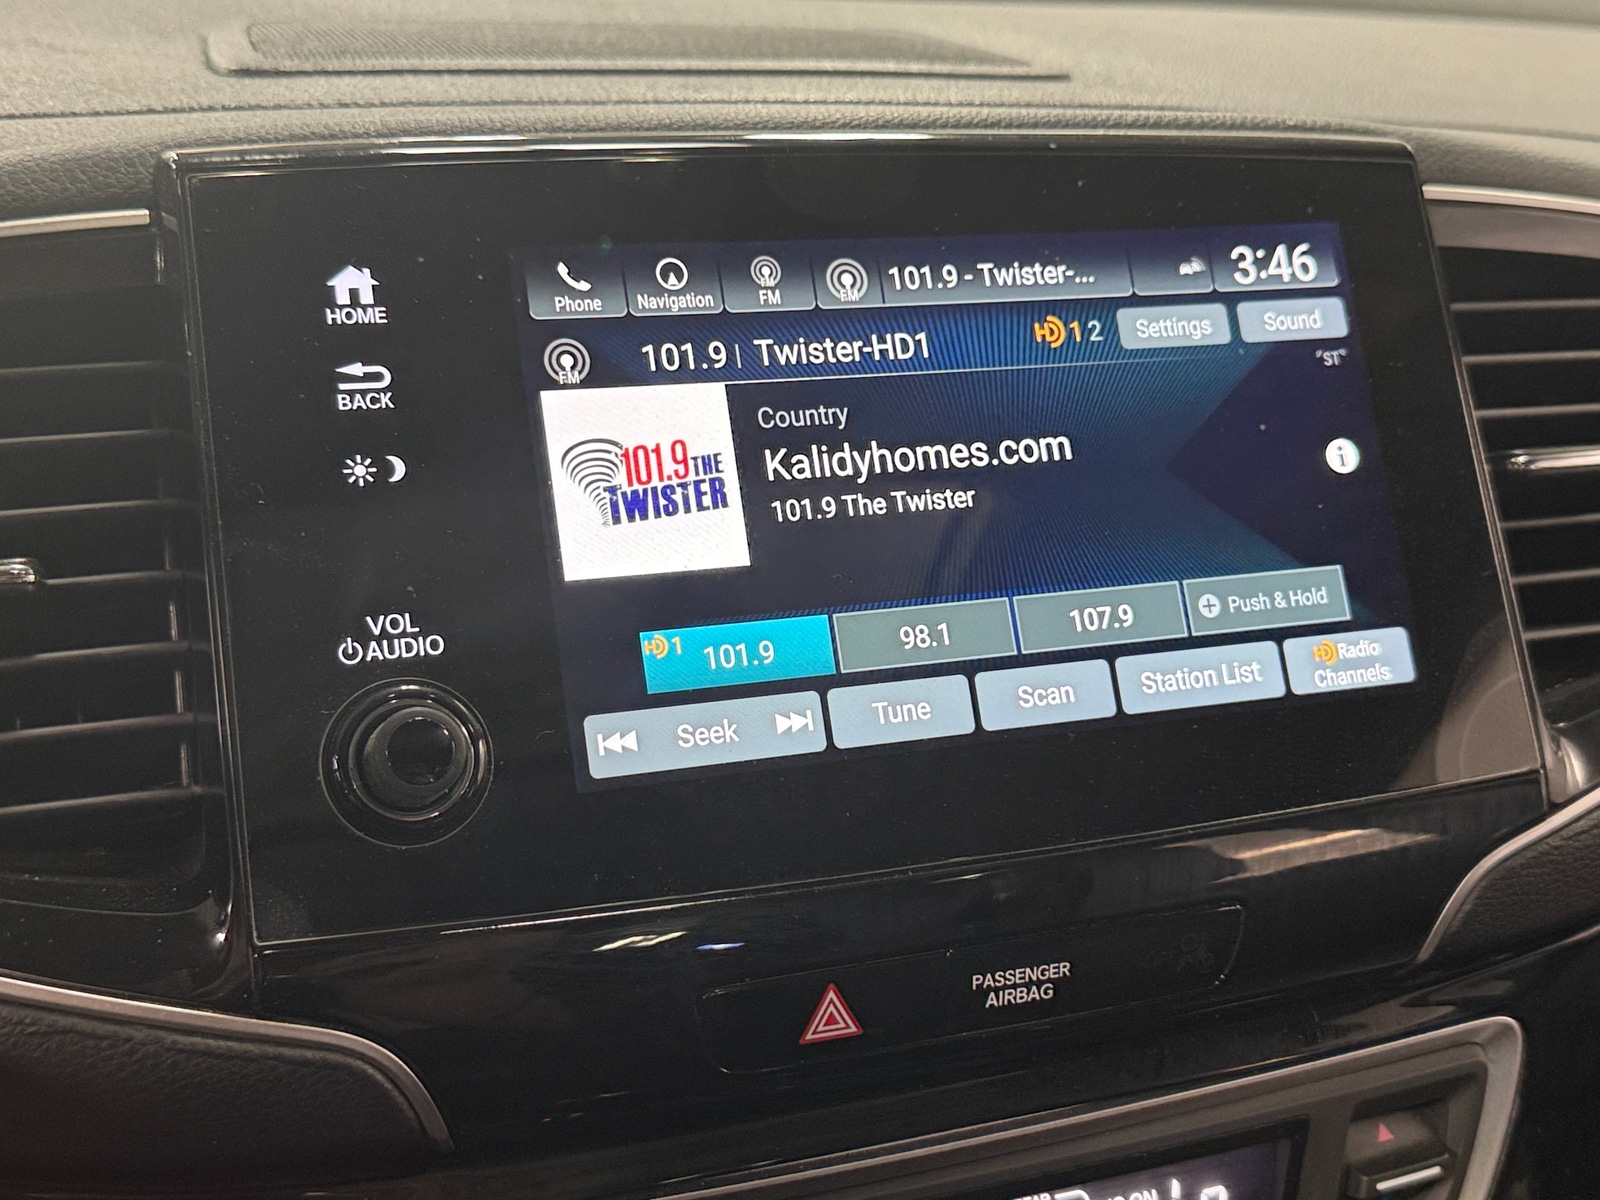 HOME
BACK
VOL
AUDIO
Phone
Navigation
FM
FM
101.9 - Twister-...
3:46
FM
101.9 | Twister-HD1
HD 1 2
Settings
Sound
"ST"
101.9 THE
TWISTER
Country
Kalidyhomes.com
101.9 The Twister
i
HD 1 101.9
98.1
107.9
+ Push & Hold
Seek
Tune
Scan
Station List
HD Radio
Channels
PASSENGER
AIRBAG
ON